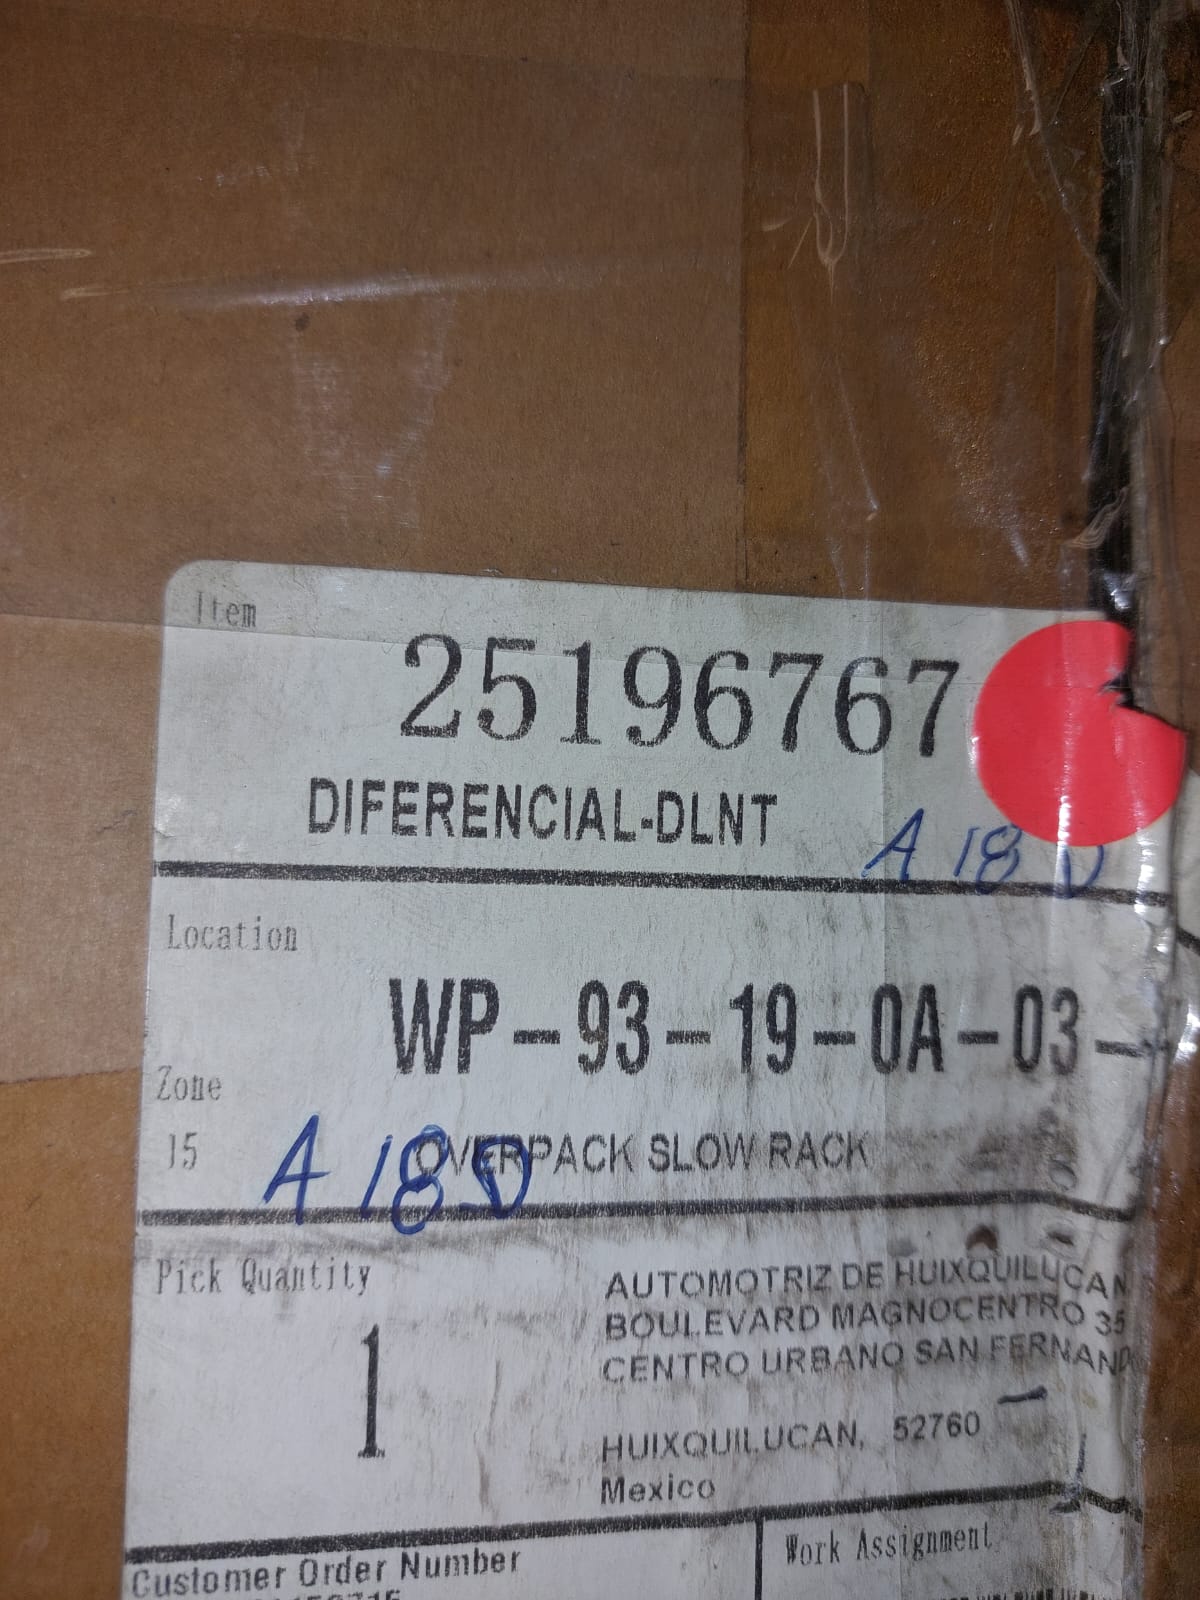 Item
25196767
DIFERENCIAL-DLNT
A 18 D
Location
WP-93-19-0A-03-
Zone
15
OVERPACK SLOW RACK
A 18 D
Pick Quantity
1
AUTOMOTRIZ DE HUIXQUILUCAN
BOULEVARD MAGNOCENTRO 35
CENTRO URBANO SAN FERNAND
HUIXQUILUCAN, 52760
Mexico
Customer Order Number
Work Assignment